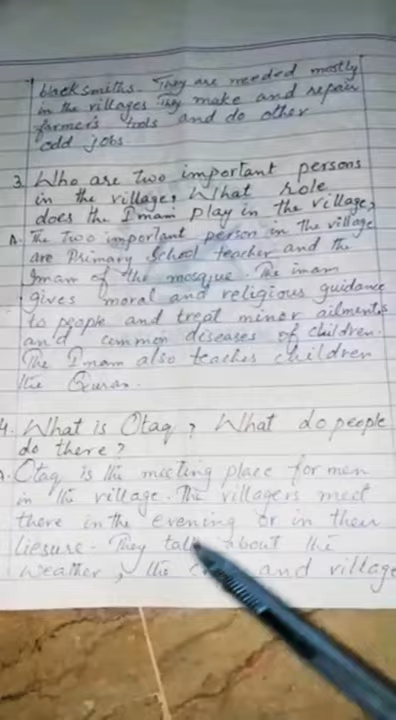 blacksmiths. They are needed mostly
in the villages They make and repair
farmer's tools and do other
odd jobs.
3. Who are two important persons
in the village, What role
does the Imam play in the village,
A. The two important person in the village
are Primary School teacher and the
Imam of the mosque. The imam
gives moral and religious guidance
to people and treat minor ailments
and common diseases of children.
The Imam also teaches children
the Quran.
4. What is Otaq, What do people
do there?
A. Otaq is the meeting place for men
in the village. The villagers meet
there in the evening or in their
liesure - They talk about the
weather, the and village